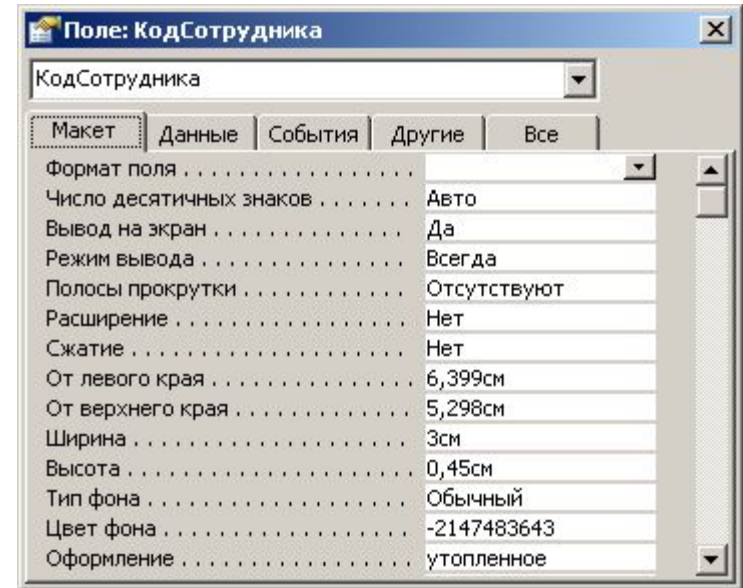 Поле: КодСотрудника
КодСотрудника
Макет Данные События Другие Все
Формат поля . . . . . . . . . . . . . . . . .
Число десятичных знаков . . . . . . . Авто
Вывод на экран . . . . . . . . . . . . . . Да
Режим вывода . . . . . . . . . . . . . . . Всегда
Полосы прокрутки . . . . . . . . . . . . Отсутствуют
Расширение . . . . . . . . . . . . . . . . . Нет
Сжатие . . . . . . . . . . . . . . . . . . . . Нет
От левого края . . . . . . . . . . . . . . 6,399см
От верхнего края . . . . . . . . . . . . . 5,298см
Ширина . . . . . . . . . . . . . . . . . . . 3см
Высота . . . . . . . . . . . . . . . . . . . . 0,45см
Тип фона . . . . . . . . . . . . . . . . . . Обычный
Цвет фона . . . . . . . . . . . . . . . . . -2147483643
Оформление . . . . . . . . . . . . . . . . утопленное